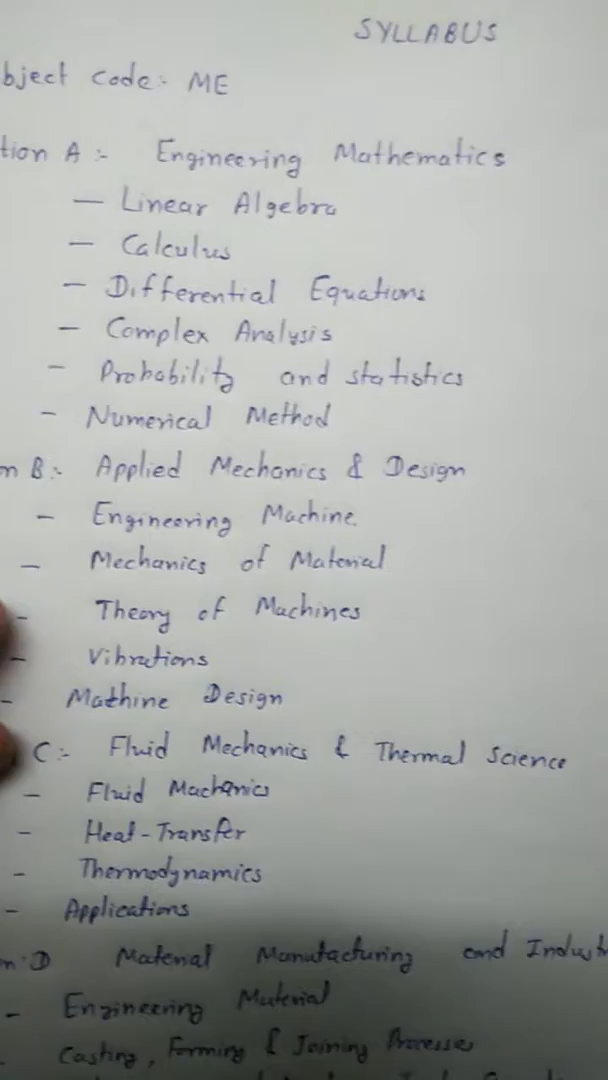 SYLLABUS
bject code:- ME
tion A :- Engineering Mathematics
— Linear Algebra
— Calculus
— Differential Equations
— Complex Analysis
- Probability and statistics
- Numerical Method
n B:- Applied Mechanics & Design
- Engineering Machine.
— Mechanics of Material
- Theory of Machines
- Vibrations
- Mathine Design
C:- Fluid Mechanics & Thermal Science
- Fluid Machanics
- Heat-Transfer
- Thermodynamics
- Applications
n:D Material Manufacturing and Indust
- Engineering Material
- Casting, Forming & Joining Processes